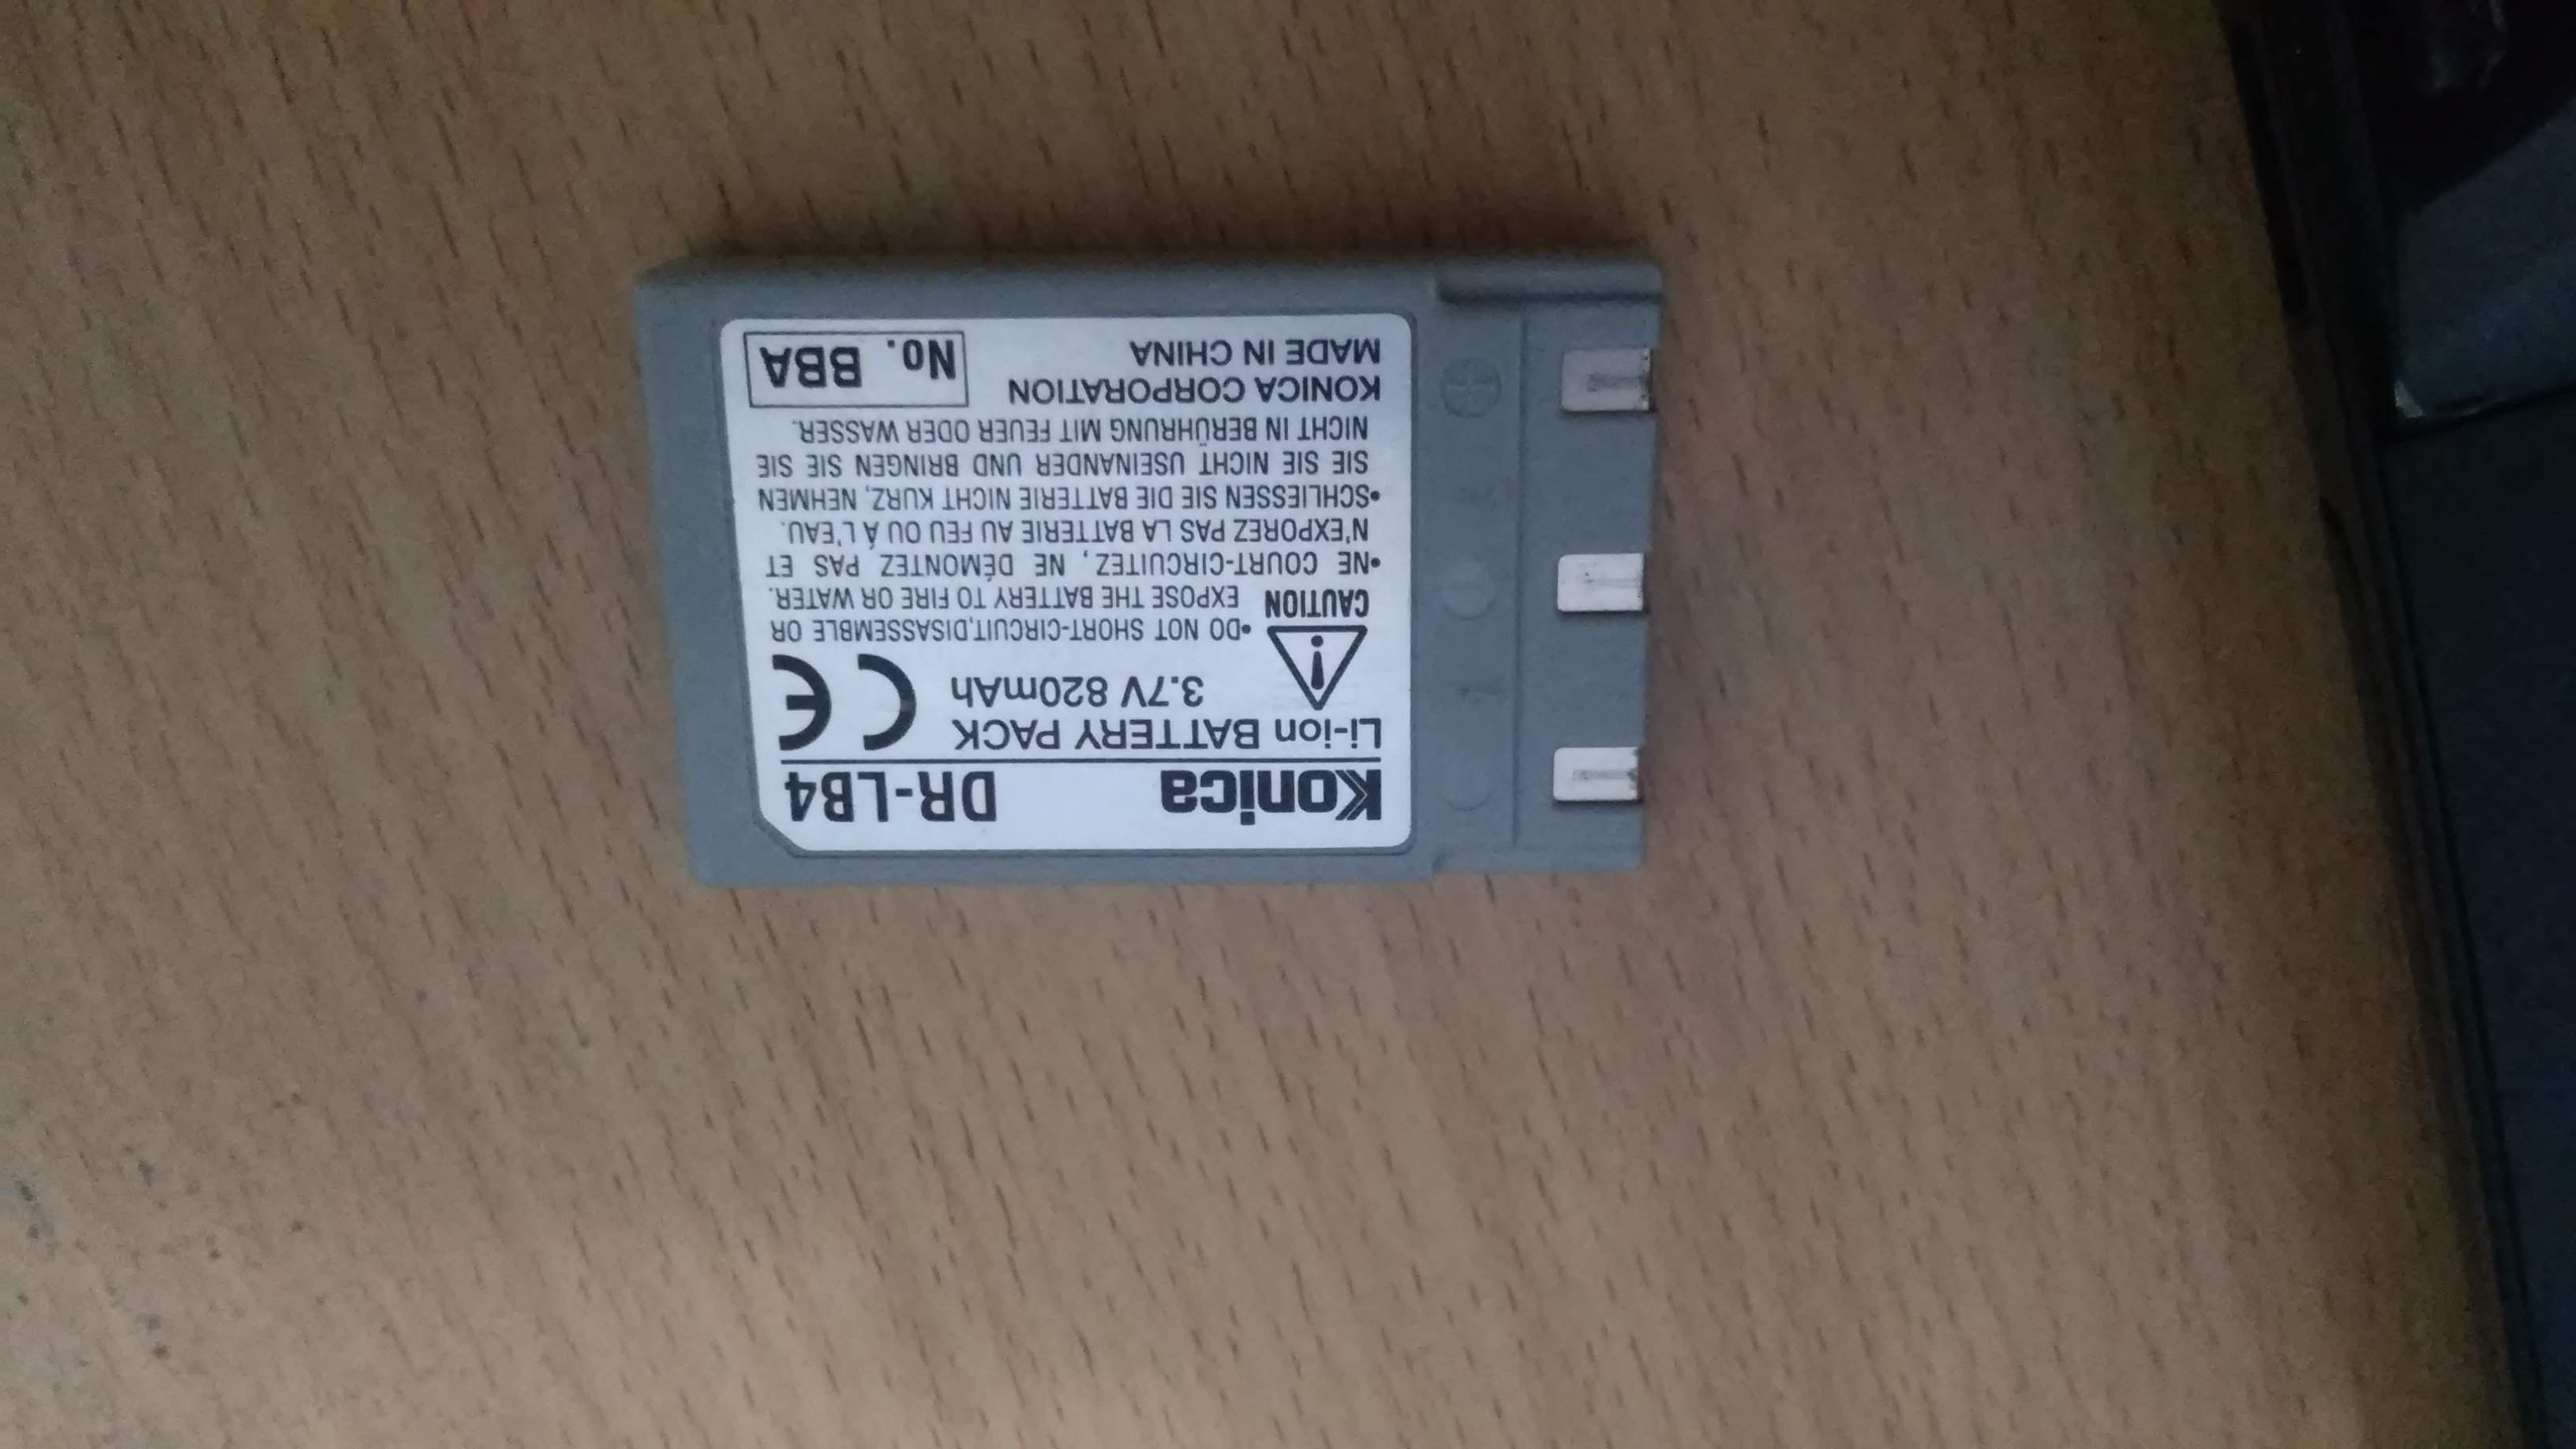 Konica DR-LB4
Li-ion BATTERY PACK
3.7V 820mAh
CE
CAUTION
•DO NOT SHORT-CIRCUIT,DISASSEMBLE OR
EXPOSE THE BATTERY TO FIRE OR WATER.
•NE COURT-CIRCUITEZ, NE DÉMONTEZ PAS ET
N'EXPOREZ PAS LA BATTERIE AU FEU OU Á L'EAU.
•SCHLIESSEN SIE DIE BATTERIE NICHT KURZ, NEHMEN
SIE SIE NICHT USEINANDER UND BRINGEN SIE SIE
NICHT IN BERÜHRUNG MIT FEUER ODER WASSER.
KONICA CORPORATION
MADE IN CHINA
No. BBA